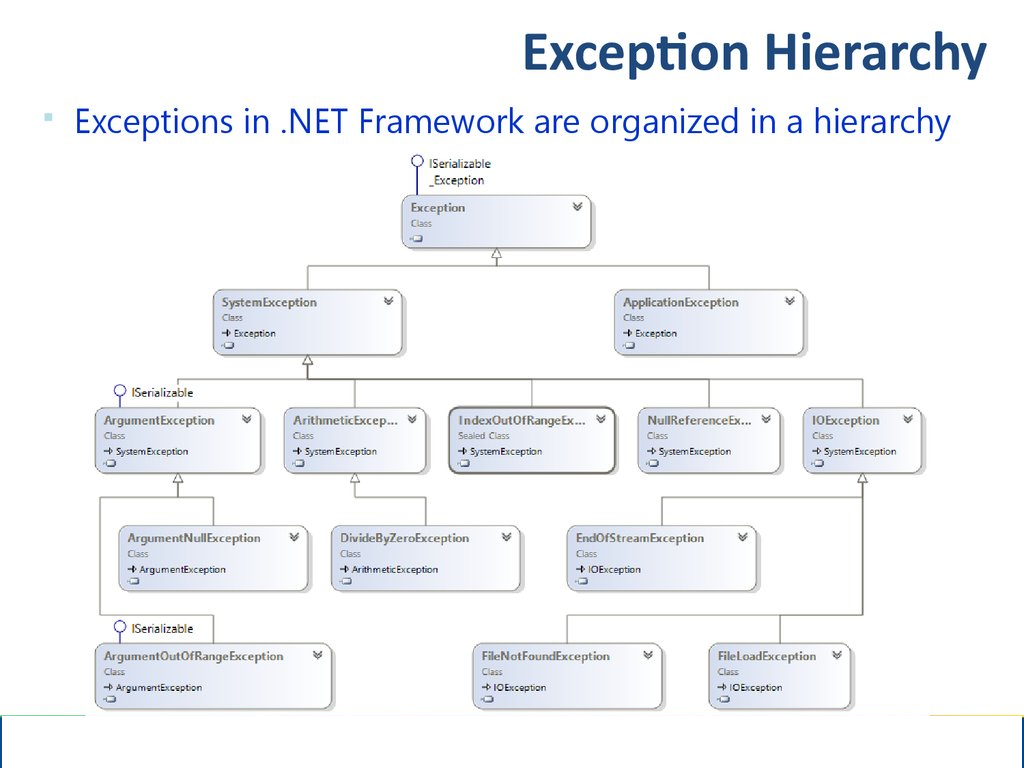 Exception Hierarchy
Exceptions in .NET Framework are organized in a hierarchy
ISerializable
_Exception
Exception
Class
SystemException
Class
Exception
ApplicationException
Class
Exception
ISerializable
ArgumentException
Class
SystemException
ArithmeticExcep...
Class
SystemException
IndexOutOfRangeEx...
Sealed Class
SystemException
NullReferenceEx...
Class
SystemException
IOException
Class
SystemException
ArgumentNullException
Class
ArgumentException
DivideByZeroException
Class
ArithmeticException
EndOfStreamException
Class
IOException
ISerializable
ArgumentOutOfRangeException
Class
ArgumentException
FileNotFoundException
Class
IOException
FileLoadException
Class
IOException